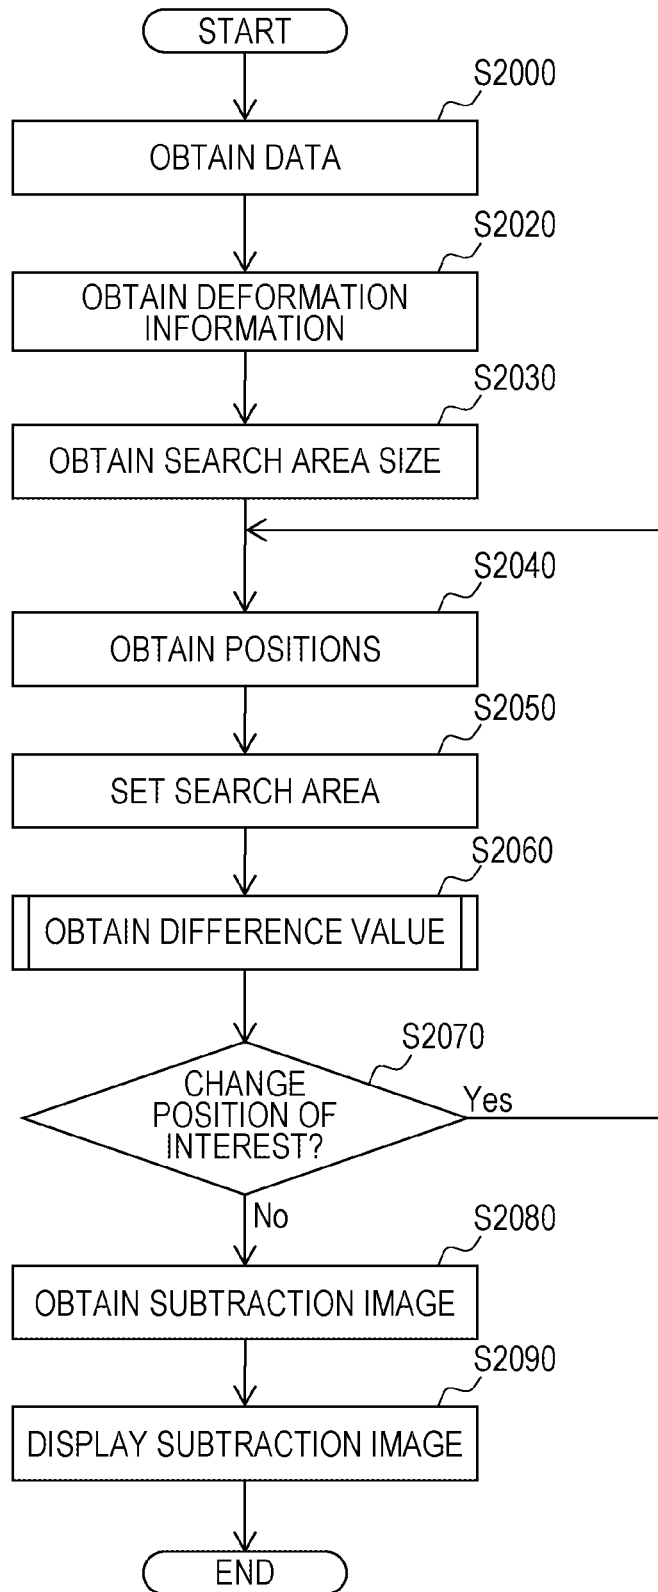 START
S2000
OBTAIN DATA
S2020
OBTAIN DEFORMATION
INFORMATION
S2030
OBTAIN SEARCH AREA SIZE
S2040
OBTAIN POSITIONS
S2050
SET SEARCH AREA
S2060
OBTAIN DIFFERENCE VALUE
S2070
CHANGE
POSITION OF
INTEREST?
Yes
No
S2080
OBTAIN SUBTRACTION IMAGE
S2090
DISPLAY SUBTRACTION IMAGE
END